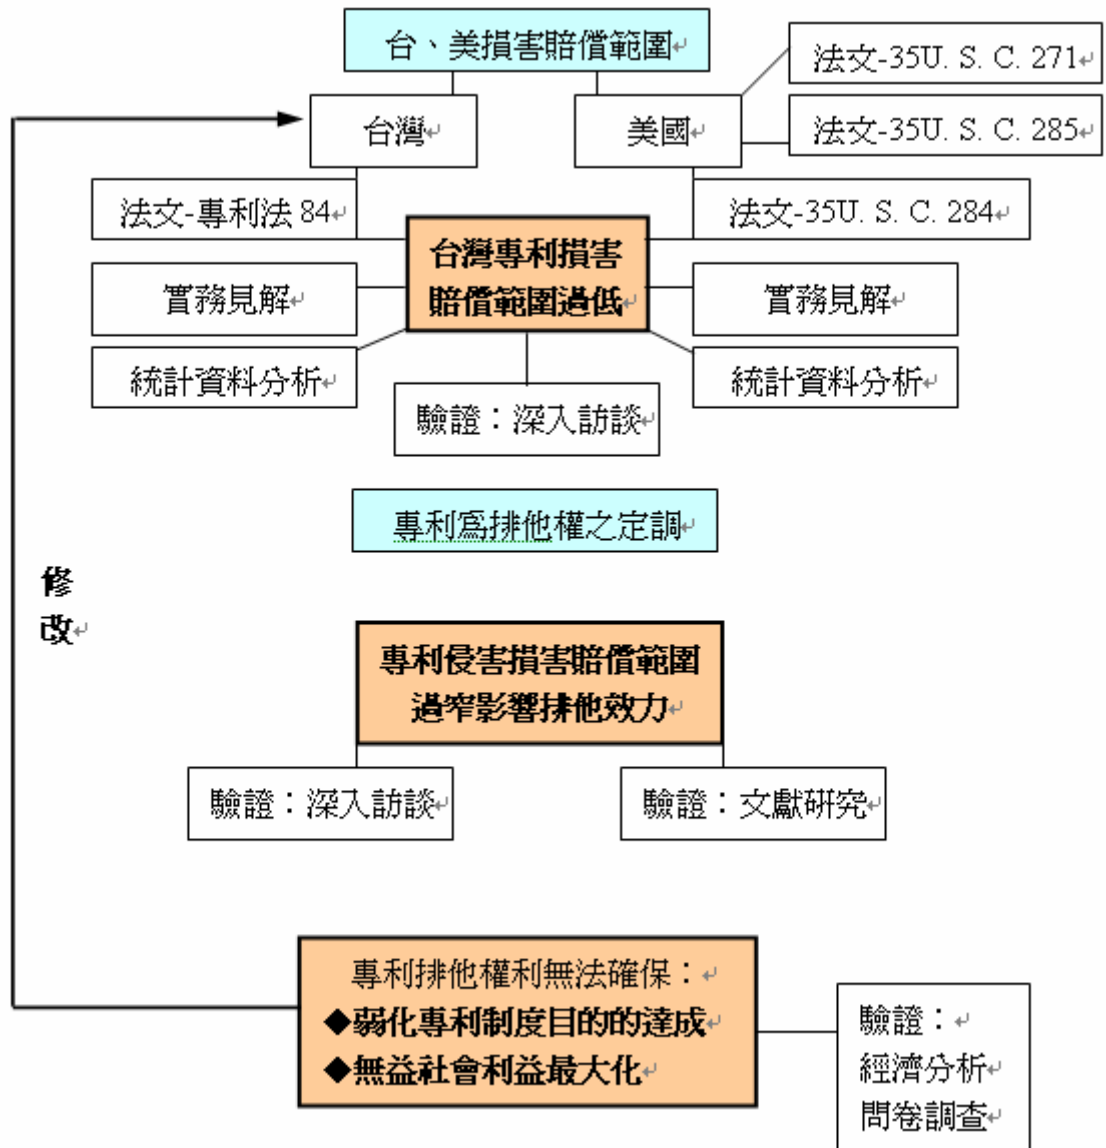 台、美損害賠償範圍
法文-35U. S. C. 271
台灣
美國
法文-35U. S. C. 285
法文-專利法 84
法文-35U. S. C. 284
台灣專利損害
賠償範圍過低
實務見解
實務見解
統計資料分析
統計資料分析
驗證：深入訪談
專利為排他權之定調
修
改
專利侵害損害賠償範圍
過窄影響排他效力
驗證：深入訪談
驗證：文獻研究
專利排他權利無法確保：
◆弱化專利制度目的的達成
◆無益社會利益最大化
驗證：
經濟分析
問卷調查